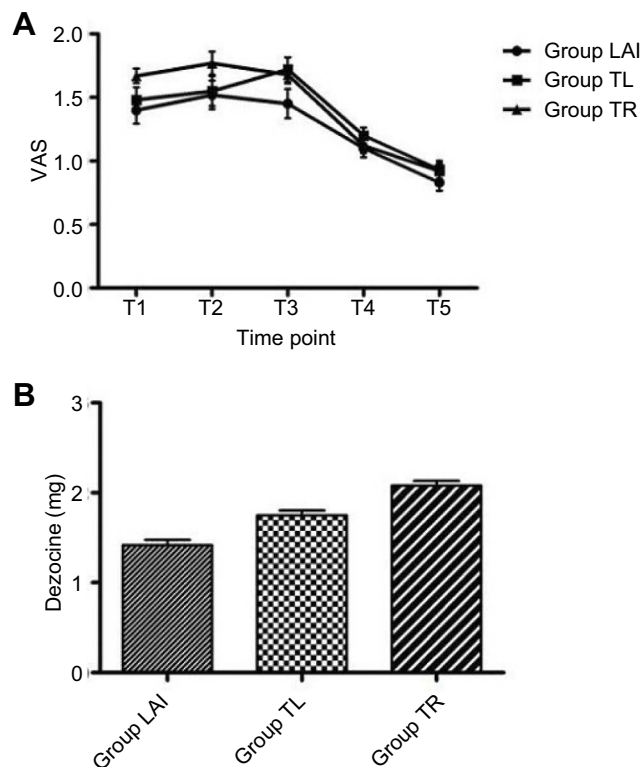 A
2.0
1.5
1.0
0.5
0.0
VAS
T1 T2 T3 T4 T5
Time point
Group LAI
Group TL
Group TR
B
3
2
1
0
Dezocine (mg)
Group LAI
Group TL
Group TR